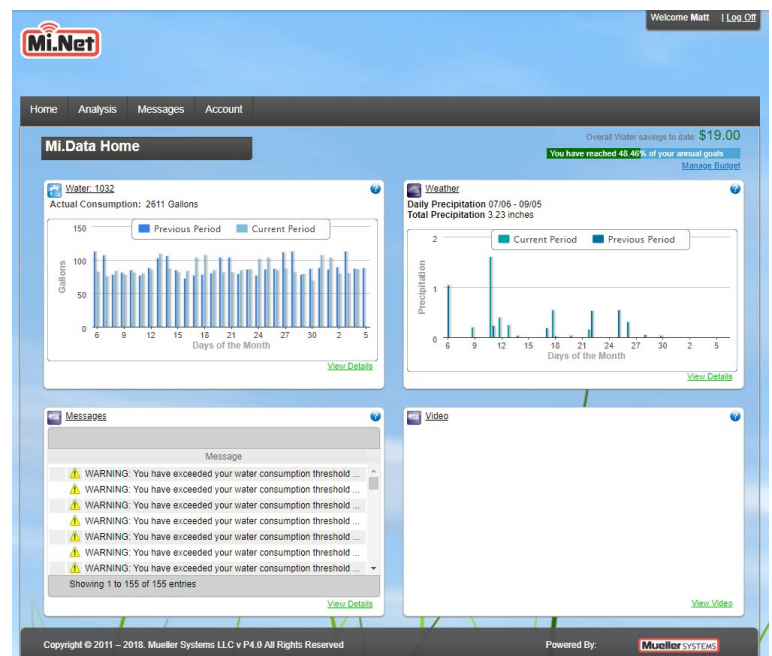 Welcome Matt | Log Off
Mi.Net
Home Analysis Messages Account
Mi.Data Home
Overall Water savings to date: $19.00
You have reached 48.46% of your annual goals
Manage Budget
Water: 1032
Actual Consumption: 2611 Gallons
Previous Period Current Period
150
100
50
0
Gallons
6 9 12 15 18 21 24 27 30 2 5
Days of the Month
View Details
Weather
Daily Precipitation 07/06 - 09/05
Total Precipitation 3.23 inches
Current Period Previous Period
2
1
0
Precipitation
6 9 12 15 18 21 24 27 30 2 5
Days of the Month
View Details
Messages
Message
WARNING: You have exceeded your water consumption threshold ...
WARNING: You have exceeded your water consumption threshold ...
WARNING: You have exceeded your water consumption threshold ...
WARNING: You have exceeded your water consumption threshold ...
WARNING: You have exceeded your water consumption threshold ...
WARNING: You have exceeded your water consumption threshold ...
WARNING: You have exceeded your water consumption threshold ...
Showing 1 to 155 of 155 entries
View Details
Video
View Video
Copyright © 2011 – 2018. Mueller Systems LLC v P4.0 All Rights Reserved
Powered By:
Mueller SYSTEMS